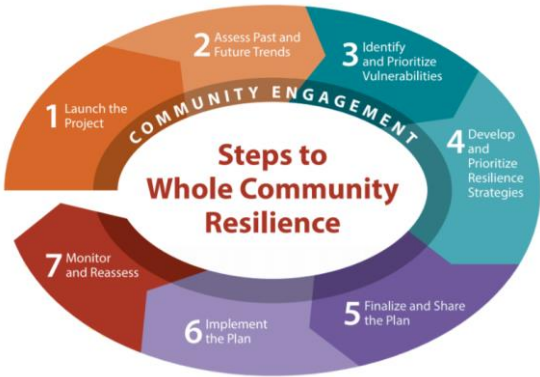 1 Launch the
Project
2 Assess Past and
Future Trends
3 Identify
and Prioritize
Vulnerabilities
4 Develop
and
Prioritize
Resilience
Strategies
5 Finalize and Share
the Plan
6 Implement
the Plan
7 Monitor
and Reassess
COMMUNITY ENGAGEMENT
Steps to
Whole Community
Resilience